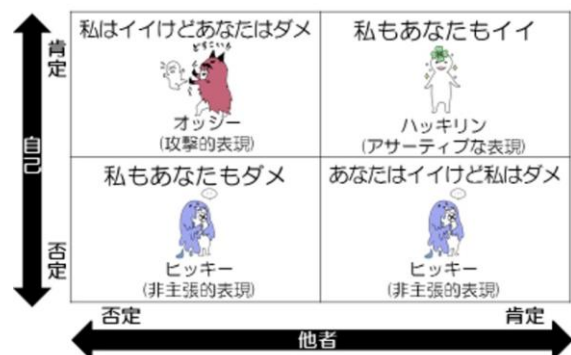 肯定
自己
否定
私はイイけどあなたはダメ
どすこいっ
オッシー
(攻撃的表現)
私もあなたもイイ
ハッキリン
(アサーティブな表現)
私もあなたもダメ
ヒッキー
(非主張的表現)
あなたはイイけど私はダメ
ヒッキー
(非主張的表現)
否定
肯定
他者